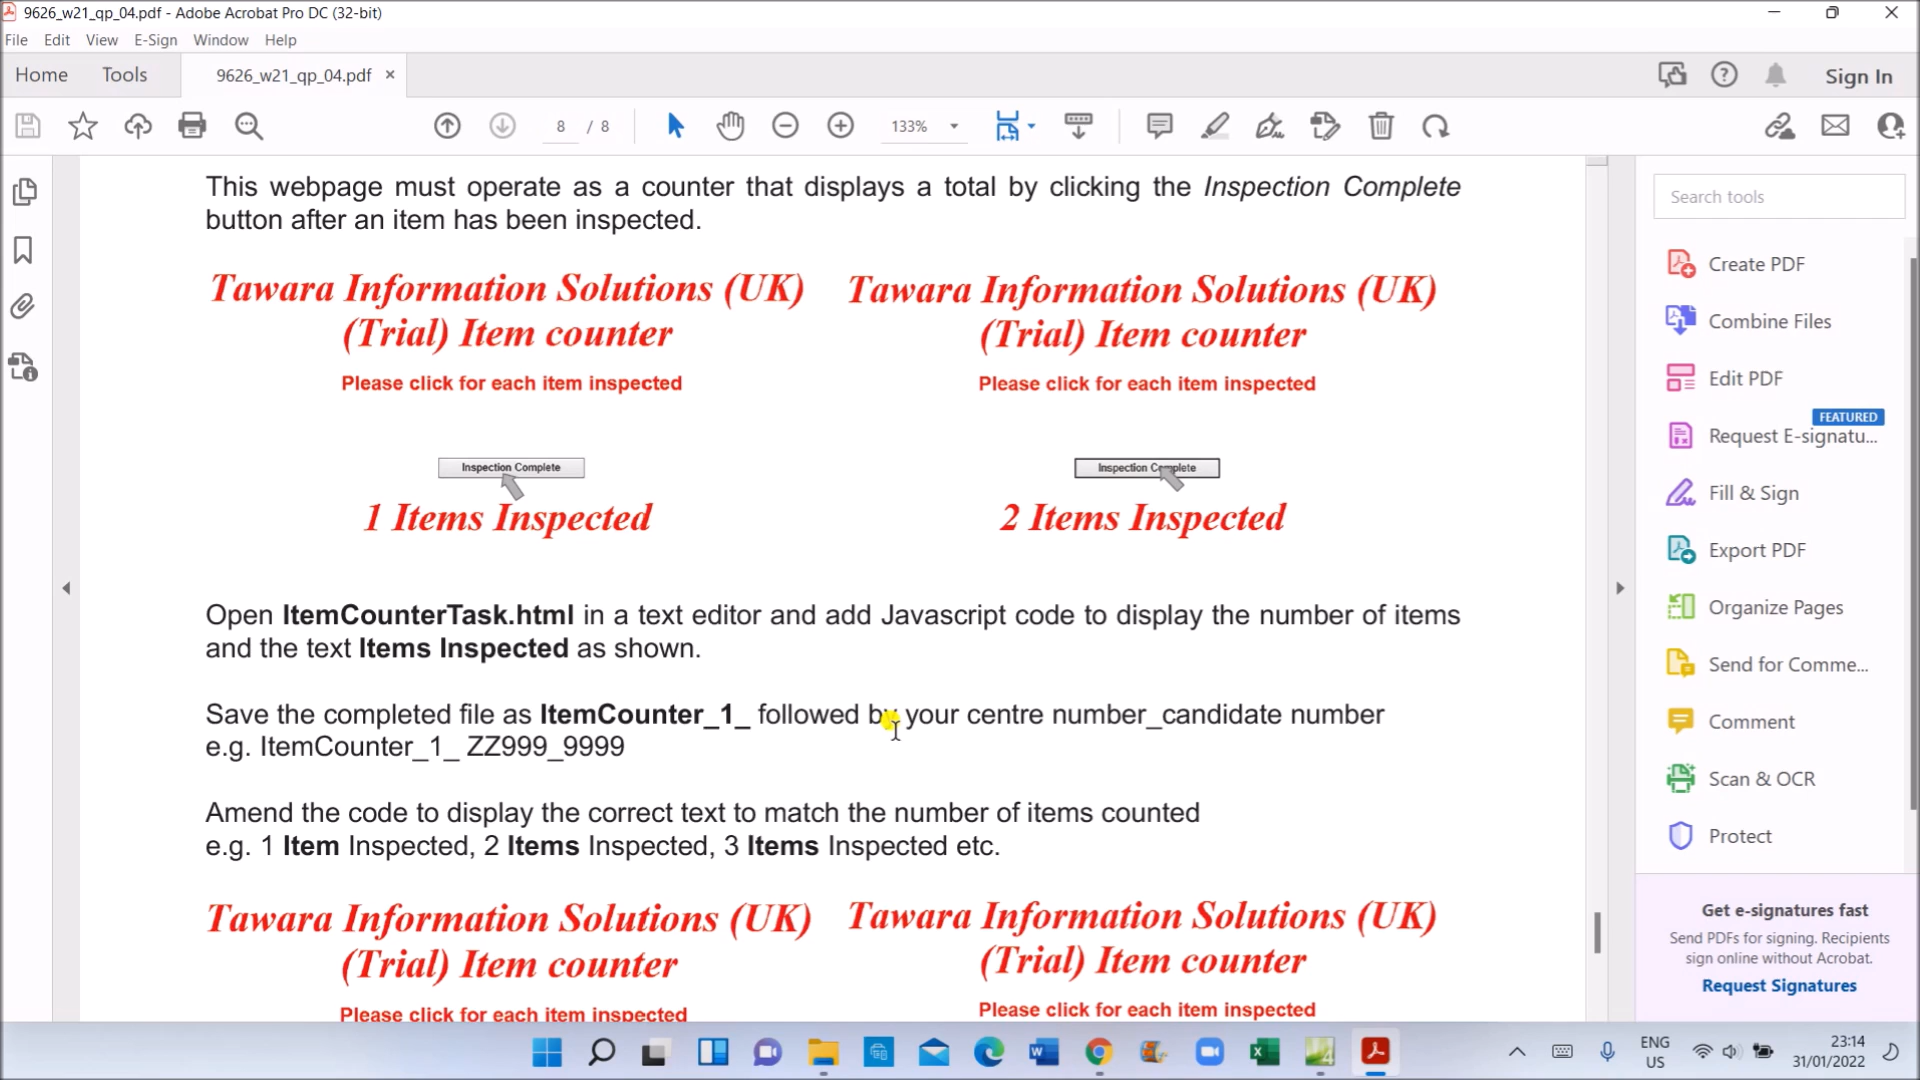 9626_w21_qp_04.pdf - Adobe Acrobat Pro DC (32-bit)
File Edit View E-Sign Window Help
Home Tools 9626_w21_qp_04.pdf × Sign In
8 / 8 133%
This webpage must operate as a counter that displays a total by clicking the Inspection Complete
button after an item has been inspected.
Tawara Information Solutions (UK)
(Trial) Item counter
Please click for each item inspected
Inspection Complete
1 Items Inspected
Tawara Information Solutions (UK)
(Trial) Item counter
Please click for each item inspected
Inspection Complete
2 Items Inspected
Open ItemCounterTask.html in a text editor and add Javascript code to display the number of items
and the text Items Inspected as shown.
Save the completed file as ItemCounter_1_ followed by your centre number_candidate number
e.g. ItemCounter_1_ ZZ999_9999
Amend the code to display the correct text to match the number of items counted
e.g. 1 Item Inspected, 2 Items Inspected, 3 Items Inspected etc.
Tawara Information Solutions (UK)
(Trial) Item counter
Please click for each item inspected
Tawara Information Solutions (UK)
(Trial) Item counter
Please click for each item inspected
Search tools
Create PDF
Combine Files
Edit PDF
FEATURED
Request E-signatu...
Fill & Sign
Export PDF
Organize Pages
Send for Comme...
Comment
Scan & OCR
Protect
Get e-signatures fast
Send PDFs for signing. Recipients
sign online without Acrobat.
Request Signatures
ENG
US
23:14
31/01/2022